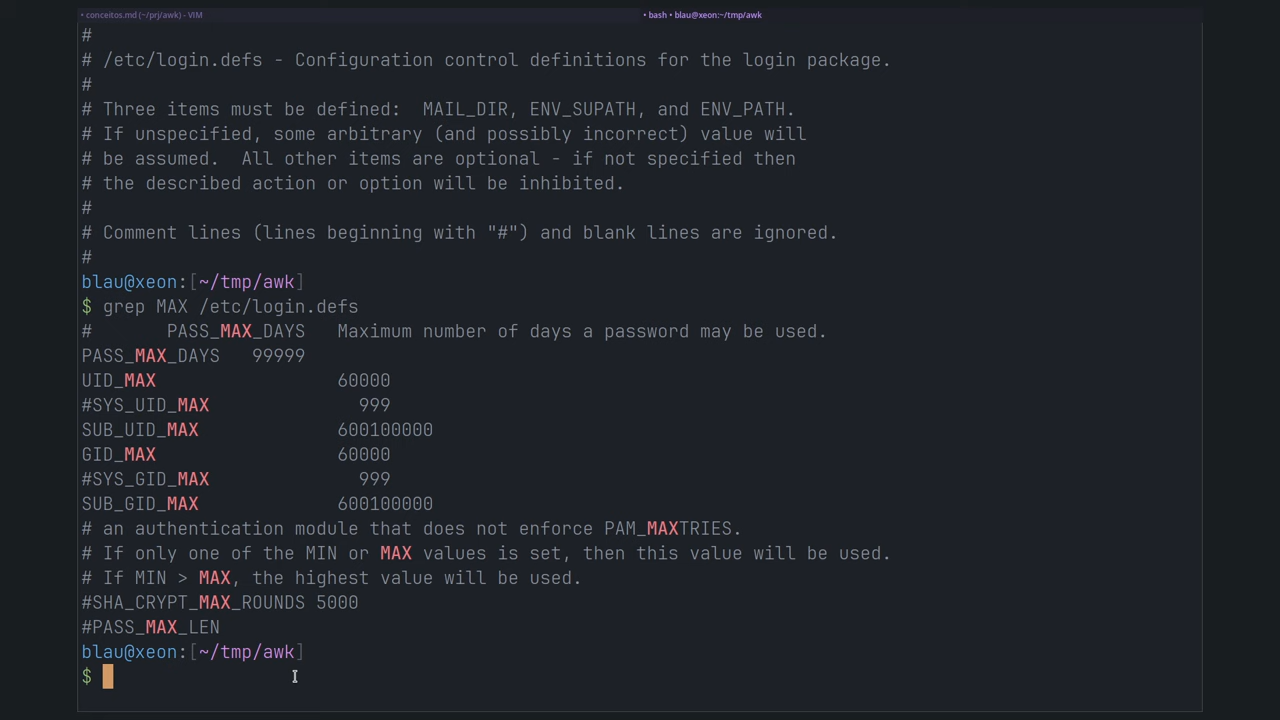 • conceitos.md (~/prj/awk) - VIM
• bash • blau@xeon:~/tmp/awk
#
# /etc/login.defs - Configuration control definitions for the login package.
#
# Three items must be defined:  MAIL_DIR, ENV_SUPATH, and ENV_PATH.
# If unspecified, some arbitrary (and possibly incorrect) value will
# be assumed.  All other items are optional - if not specified then
# the described action or option will be inhibited.
#
# Comment lines (lines beginning with "#") and blank lines are ignored.
#
blau@xeon:[~/tmp/awk]
$ grep MAX /etc/login.defs
#       PASS_MAX_DAYS   Maximum number of days a password may be used.
PASS_MAX_DAYS   99999
UID_MAX                 60000
#SYS_UID_MAX              999
SUB_UID_MAX             600100000
GID_MAX                 60000
#SYS_GID_MAX              999
SUB_GID_MAX             600100000
# an authentication module that does not enforce PAM_MAXTRIES.
# If only one of the MIN or MAX values is set, then this value will be used.
# If MIN > MAX, the highest value will be used.
#SHA_CRYPT_MAX_ROUNDS 5000
#PASS_MAX_LEN
blau@xeon:[~/tmp/awk]
$